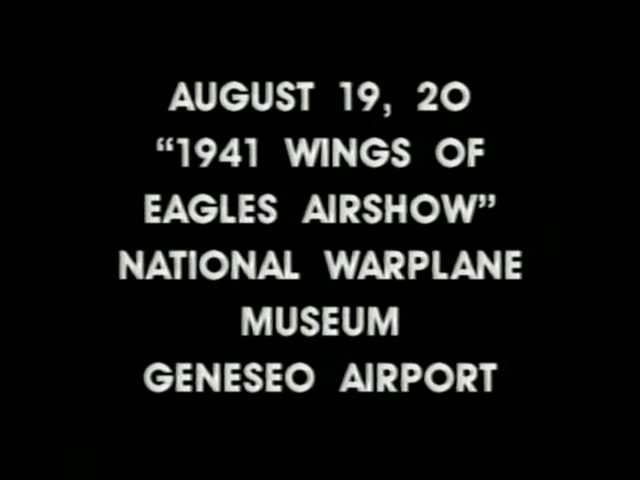 AUGUST 19, 20
“1941 WINGS OF
EAGLES AIRSHOW”
NATIONAL WARPLANE
MUSEUM
GENESEO AIRPORT